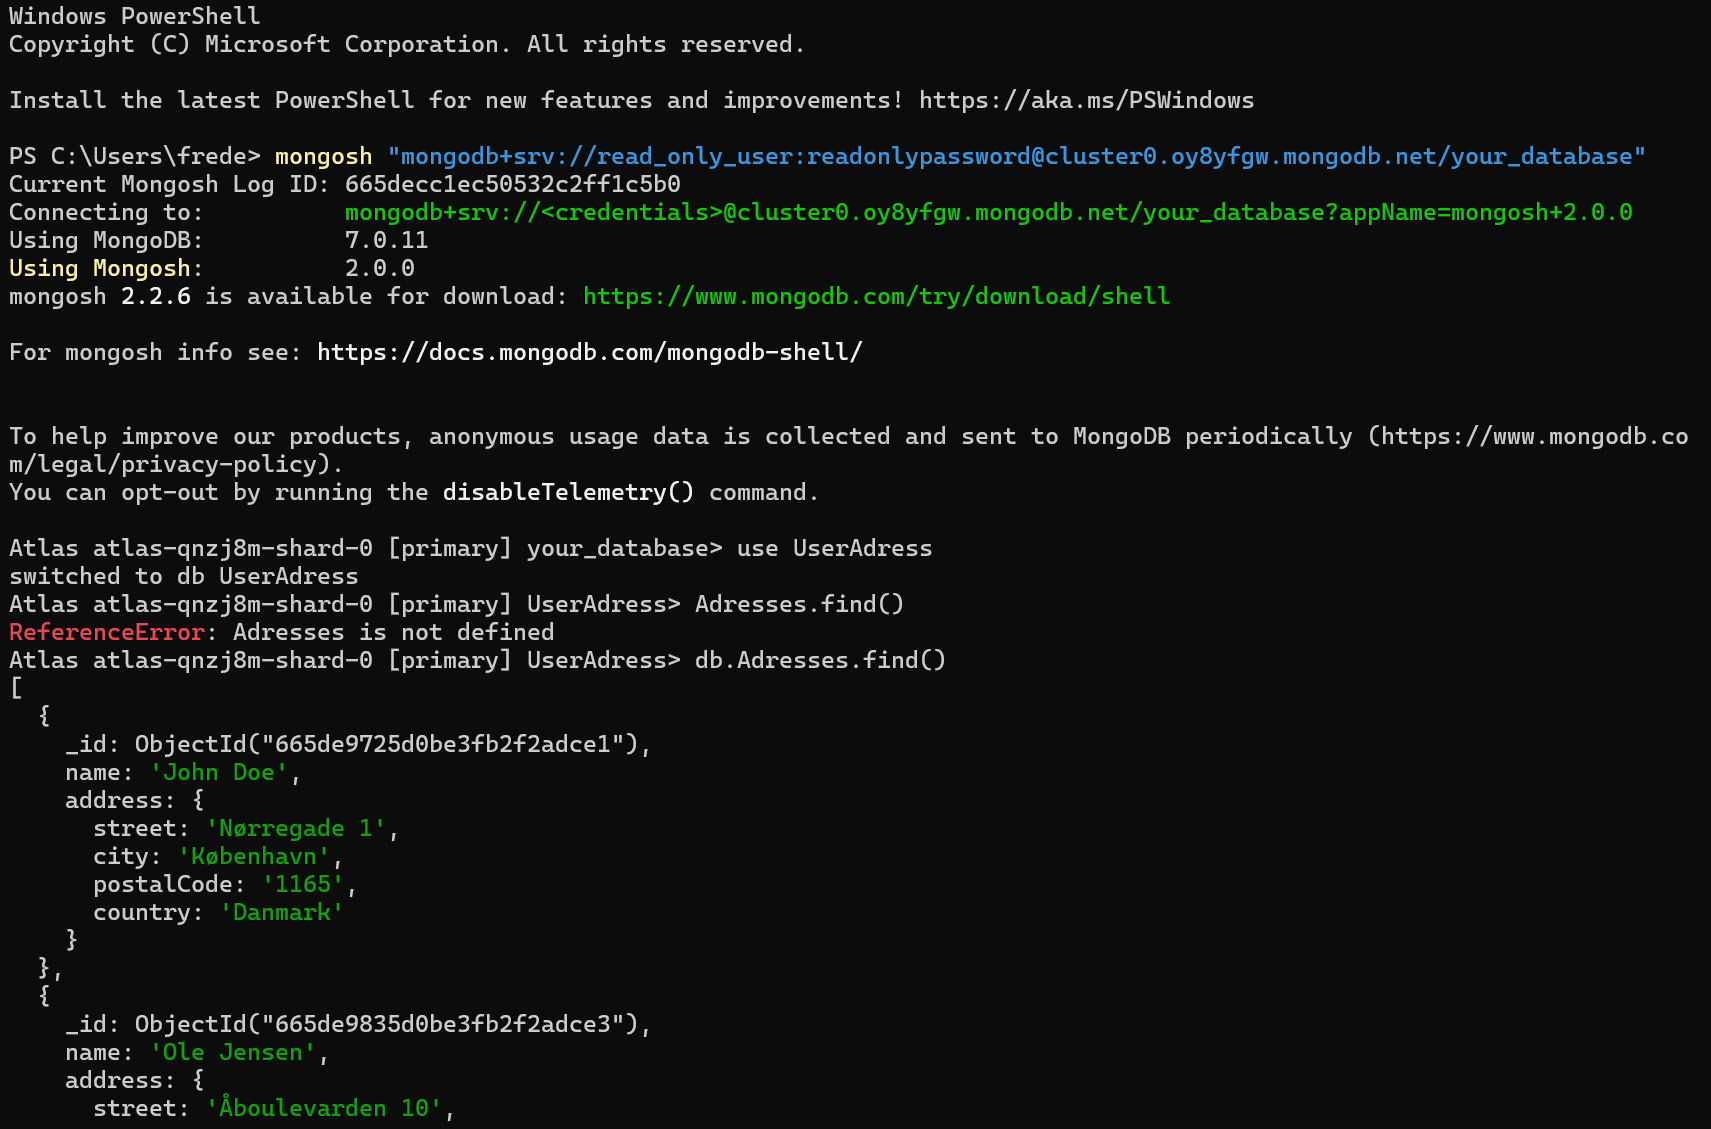 Windows PowerShell
Copyright (C) Microsoft Corporation. All rights reserved.
Install the latest PowerShell for new features and improvements! https://aka.ms/PSWindows
PS C:\Users\frede> mongosh "mongodb+srv://read_only_user:readonlypassword@cluster0.oy8yfgw.mongodb.net/your_database"
Current Mongosh Log ID: 665decc1ec50532c2ff1c5b0
Connecting to:          mongodb+srv://<credentials>@cluster0.oy8yfgw.mongodb.net/your_database?appName=mongosh+2.0.0
Using MongoDB:          7.0.11
Using Mongosh:          2.0.0
mongosh 2.2.6 is available for download: https://www.mongodb.com/try/download/shell
For mongosh info see: https://docs.mongodb.com/mongodb-shell/
To help improve our products, anonymous usage data is collected and sent to MongoDB periodically (https://www.mongodb.co
m/legal/privacy-policy).
You can opt-out by running the disableTelemetry() command.
Atlas atlas-qnzj8m-shard-0 [primary] your_database> use UserAdress
switched to db UserAdress
Atlas atlas-qnzj8m-shard-0 [primary] UserAdress> Adresses.find()
ReferenceError: Adresses is not defined
Atlas atlas-qnzj8m-shard-0 [primary] UserAdress> db.Adresses.find()
[
  {
    _id: ObjectId("665de9725d0be3fb2f2adce1"),
    name: 'John Doe',
    address: {
      street: 'Nørregade 1',
      city: 'København',
      postalCode: '1165',
      country: 'Danmark'
    }
  },
  {
    _id: ObjectId("665de9835d0be3fb2f2adce3"),
    name: 'Ole Jensen',
    address: {
      street: 'Åboulevarden 10',